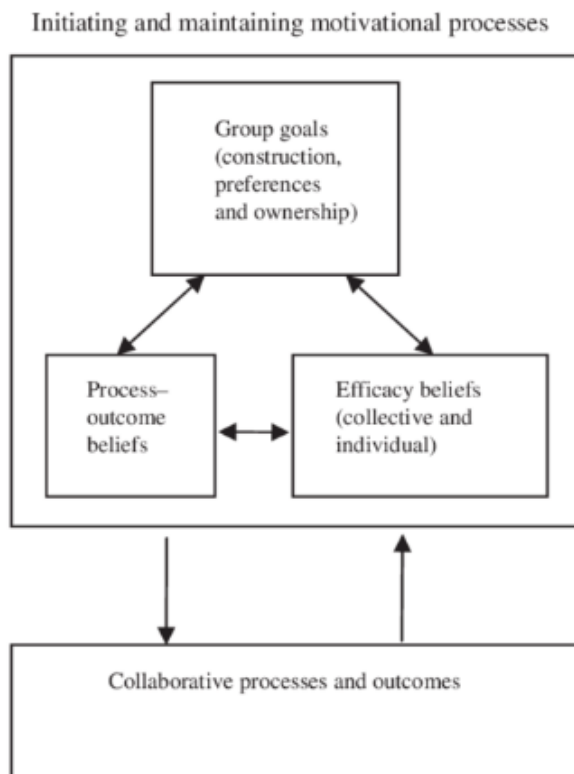 Initiating and maintaining motivational processes
Group goals
(construction,
preferences
and ownership)
Process–
outcome
beliefs
Efficacy beliefs
(collective and
individual)
Collaborative processes and outcomes